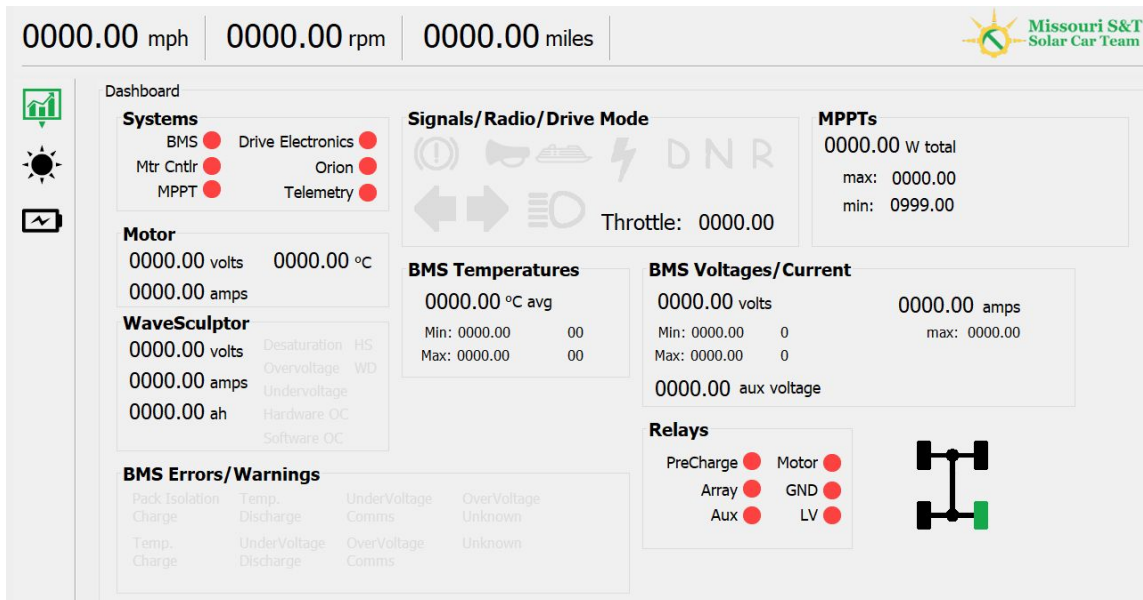 0000.00 mph 0000.00 rpm 0000.00 miles
Missouri S&T
Solar Car Team
Dashboard
Systems
BMS Drive Electronics
Mtr Cntlr Orion
MPPT Telemetry
Signals/Radio/Drive Mode
D N R
Throttle: 0000.00
MPPTs
0000.00 W total
max: 0000.00
min: 0999.00
Motor
0000.00 volts 0000.00 ºC
0000.00 amps
BMS Temperatures
0000.00 ºC avg
Min: 0000.00 00
Max: 0000.00 00
BMS Voltages/Current
0000.00 volts 0000.00 amps
Min: 0000.00 0 max: 0000.00
Max: 0000.00 0
0000.00 aux voltage
WaveSculptor
0000.00 volts
0000.00 amps
0000.00 ah
Desaturation HS
Overvoltage WD
Undervoltage
Hardware OC
Software OC
BMS Errors/Warnings
Pack Isolation Temp. UnderVoltage OverVoltage
Charge Discharge Comms Unknown
Temp. UnderVoltage OverVoltage Unknown
Charge Discharge Comms
Relays
PreCharge Motor
Array GND
Aux LV